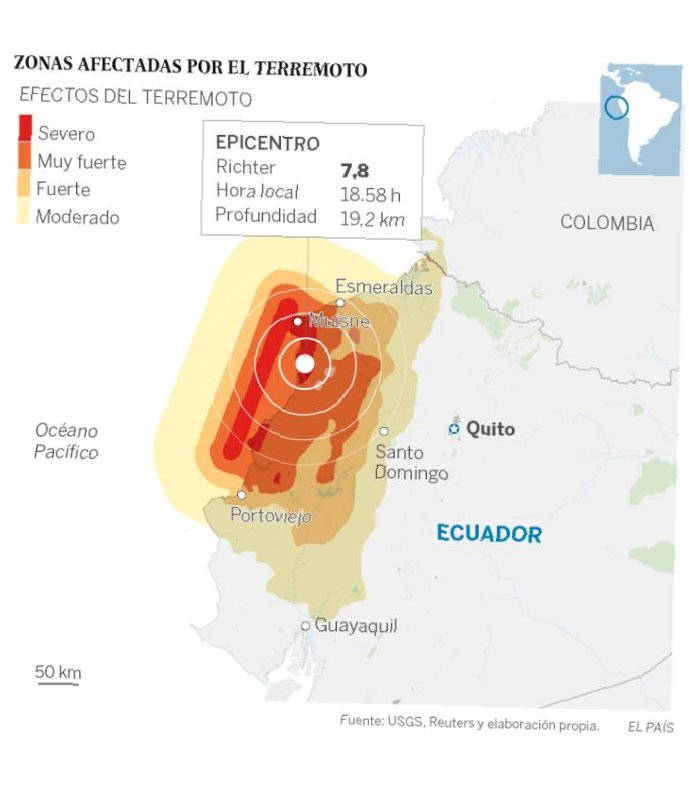 ZONAS AFECTADAS POR EL TERREMOTO
EFECTOS DEL TERREMOTO
Severo
Muy fuerte
Fuerte
Moderado
EPICENTRO
Richter 7,8
Hora local 18.58 h
Profundidad 19,2 km
COLOMBIA
Esmeraldas
Muisne
Océano
Pacífico
Quito
Santo
Domingo
Portoviejo
ECUADOR
Guayaquil
50 km
Fuente: USGS, Reuters y elaboración propia.
EL PAÍS